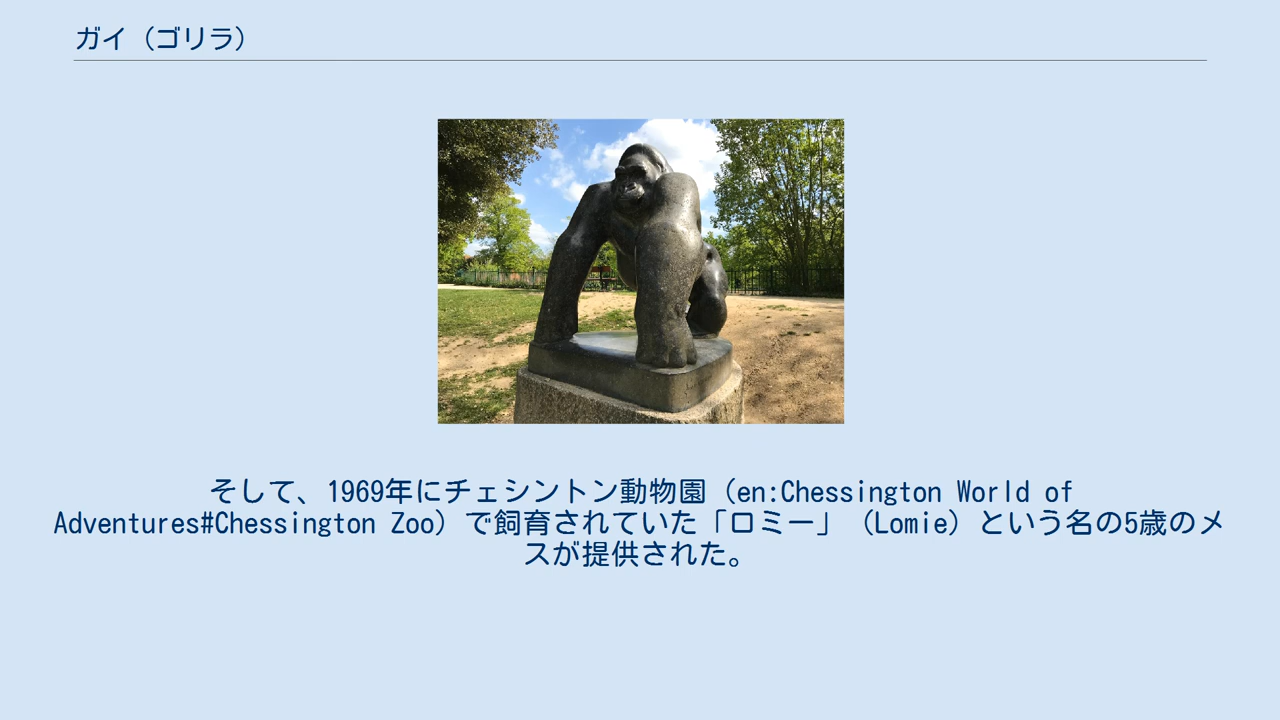 ガイ（ゴリラ）
そして、1969年にチェシントン動物園（en:Chessington World of
Adventures#Chessington Zoo）で飼育されていた「ロミー」（Lomie）という名の5歳のメ
スが提供された。